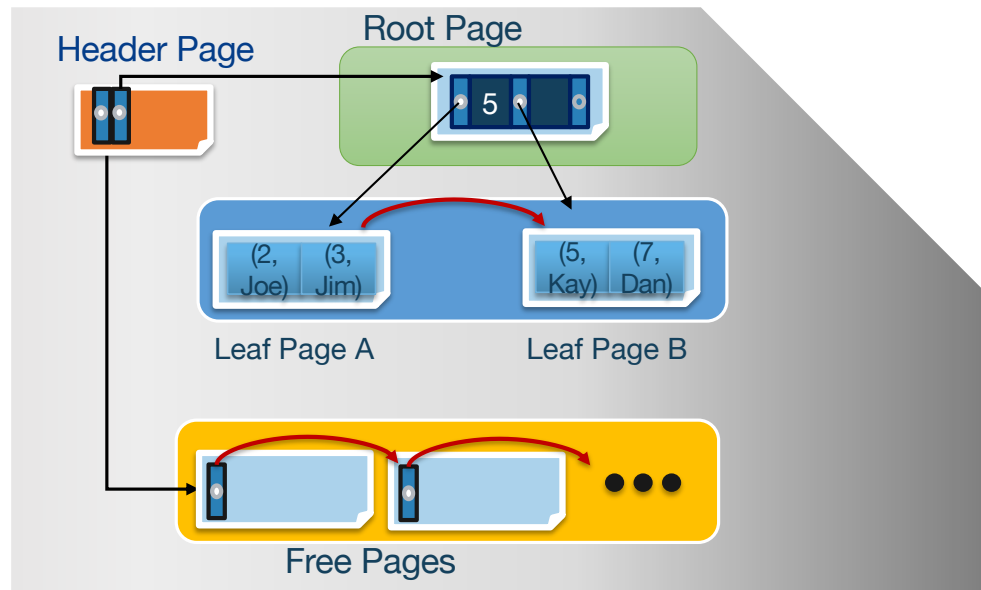 Root Page
Header Page
5
(2, (3,
Joe) Jim)
(5, (7,
Kay) Dan)
Leaf Page A
Leaf Page B
Free Pages